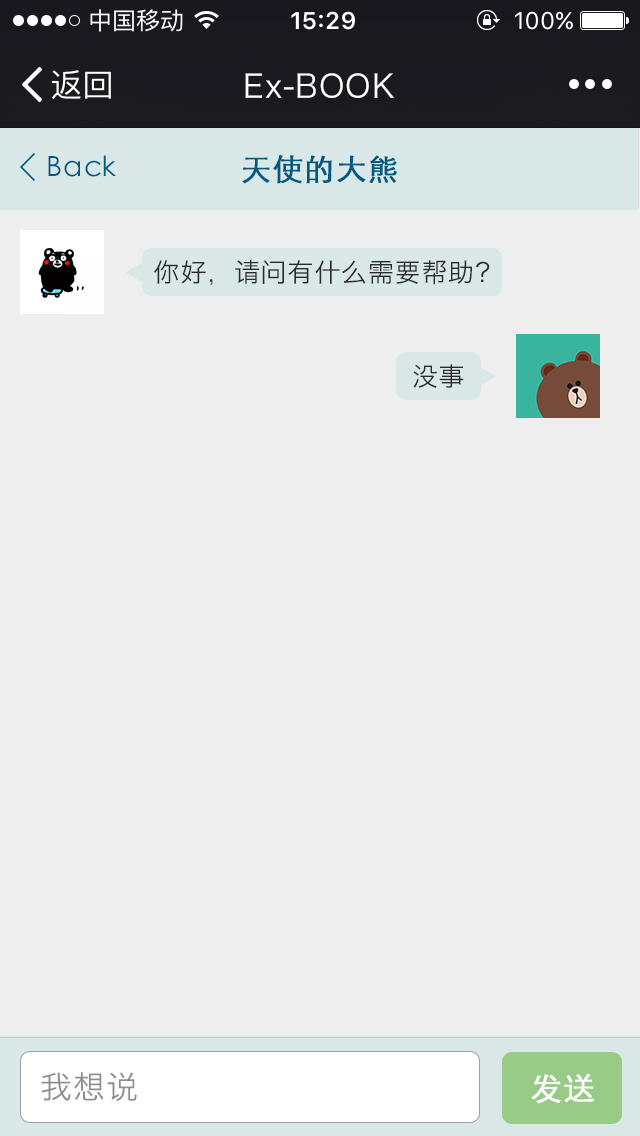 中国移动 15:29 100%
返回 Ex-BOOK
Back 天使的大熊
你好，请问有什么需要帮助？
没事
我想说 发送